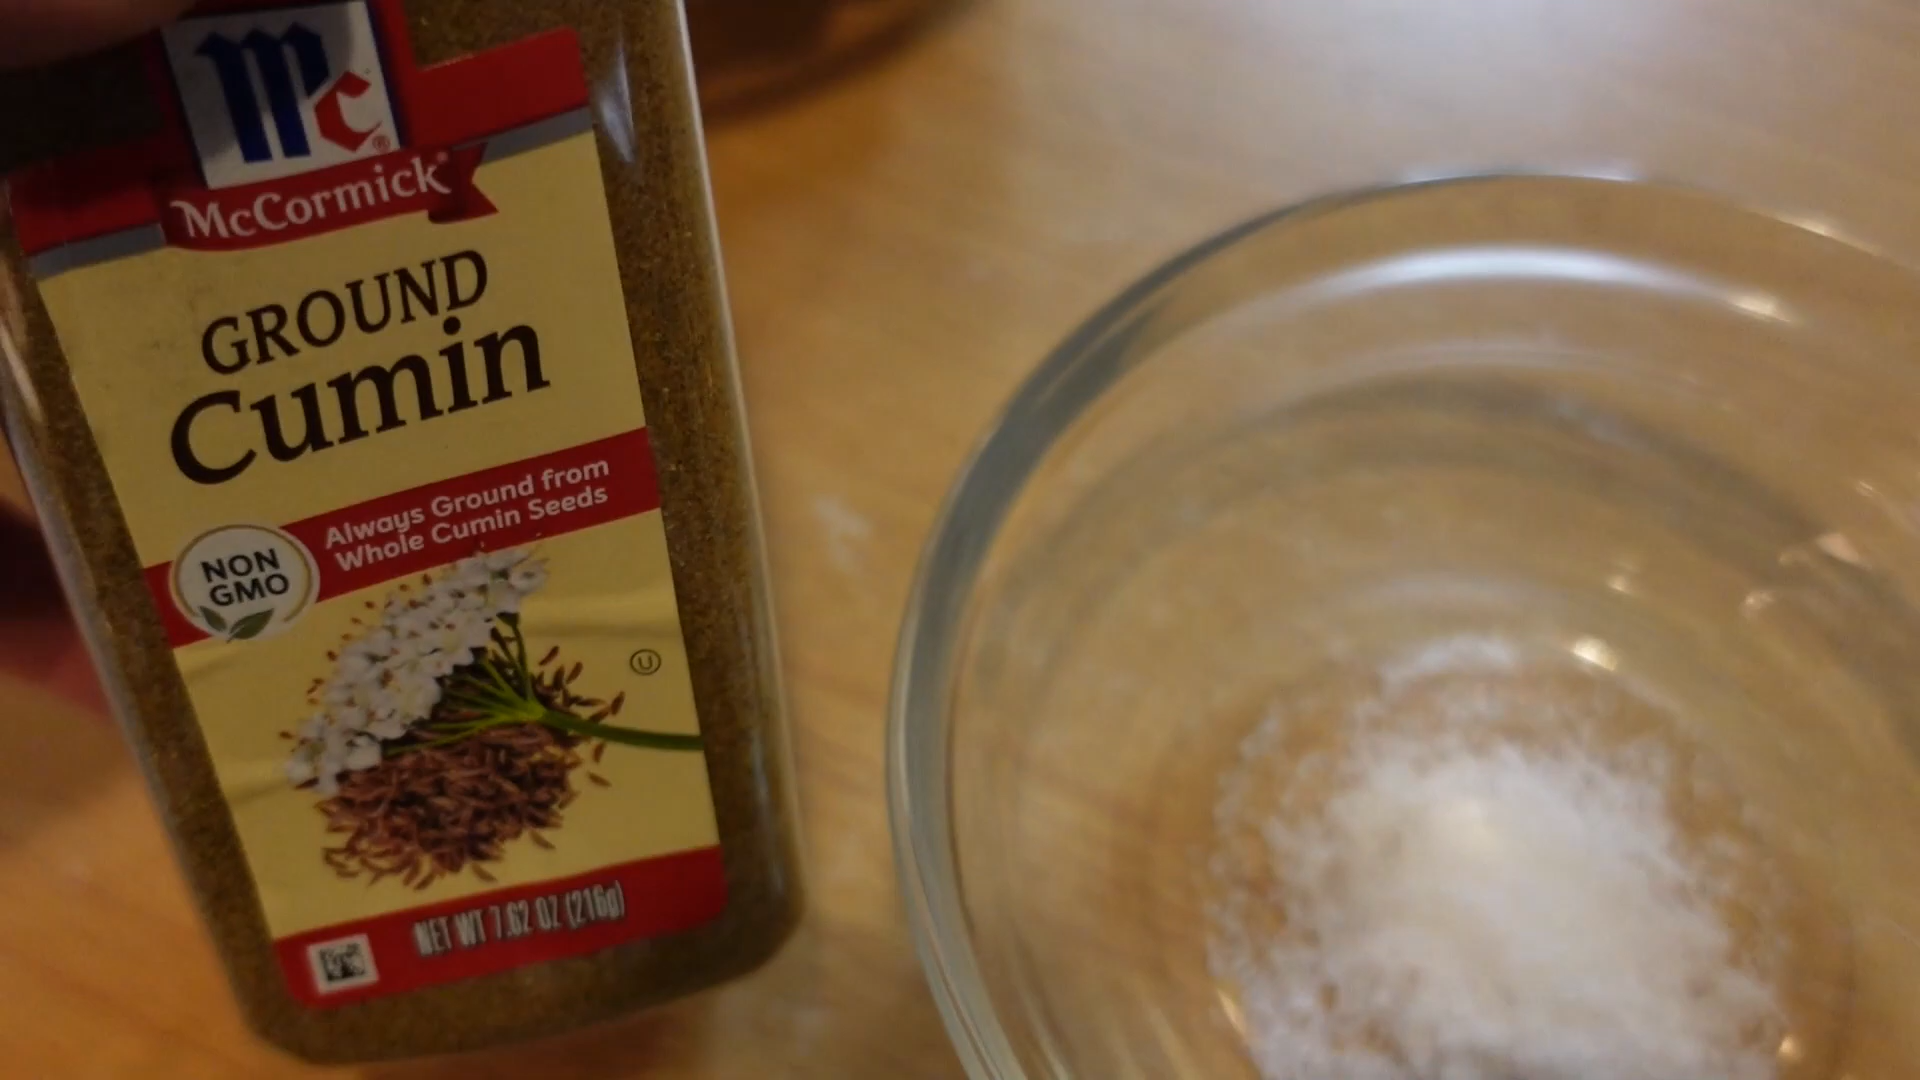 Mc®
McCormick®
GROUND
Cumin
Always Ground from
Whole Cumin Seeds
NON
GMO
U
NET WT 7.62 OZ (216g)